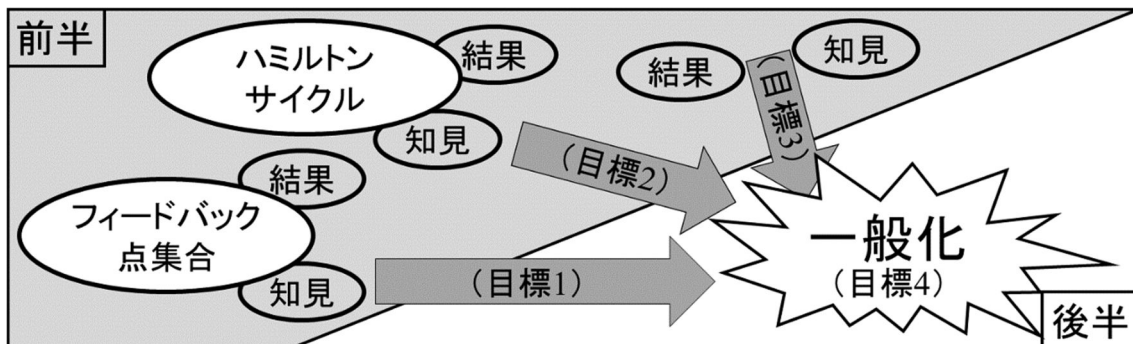 前半
ハミルトン
サイクル
結果
知見
結果
知見
(目標3)
(目標2)
フィードバック
点集合
結果
知見
(目標1)
一般化
(目標4)
後半